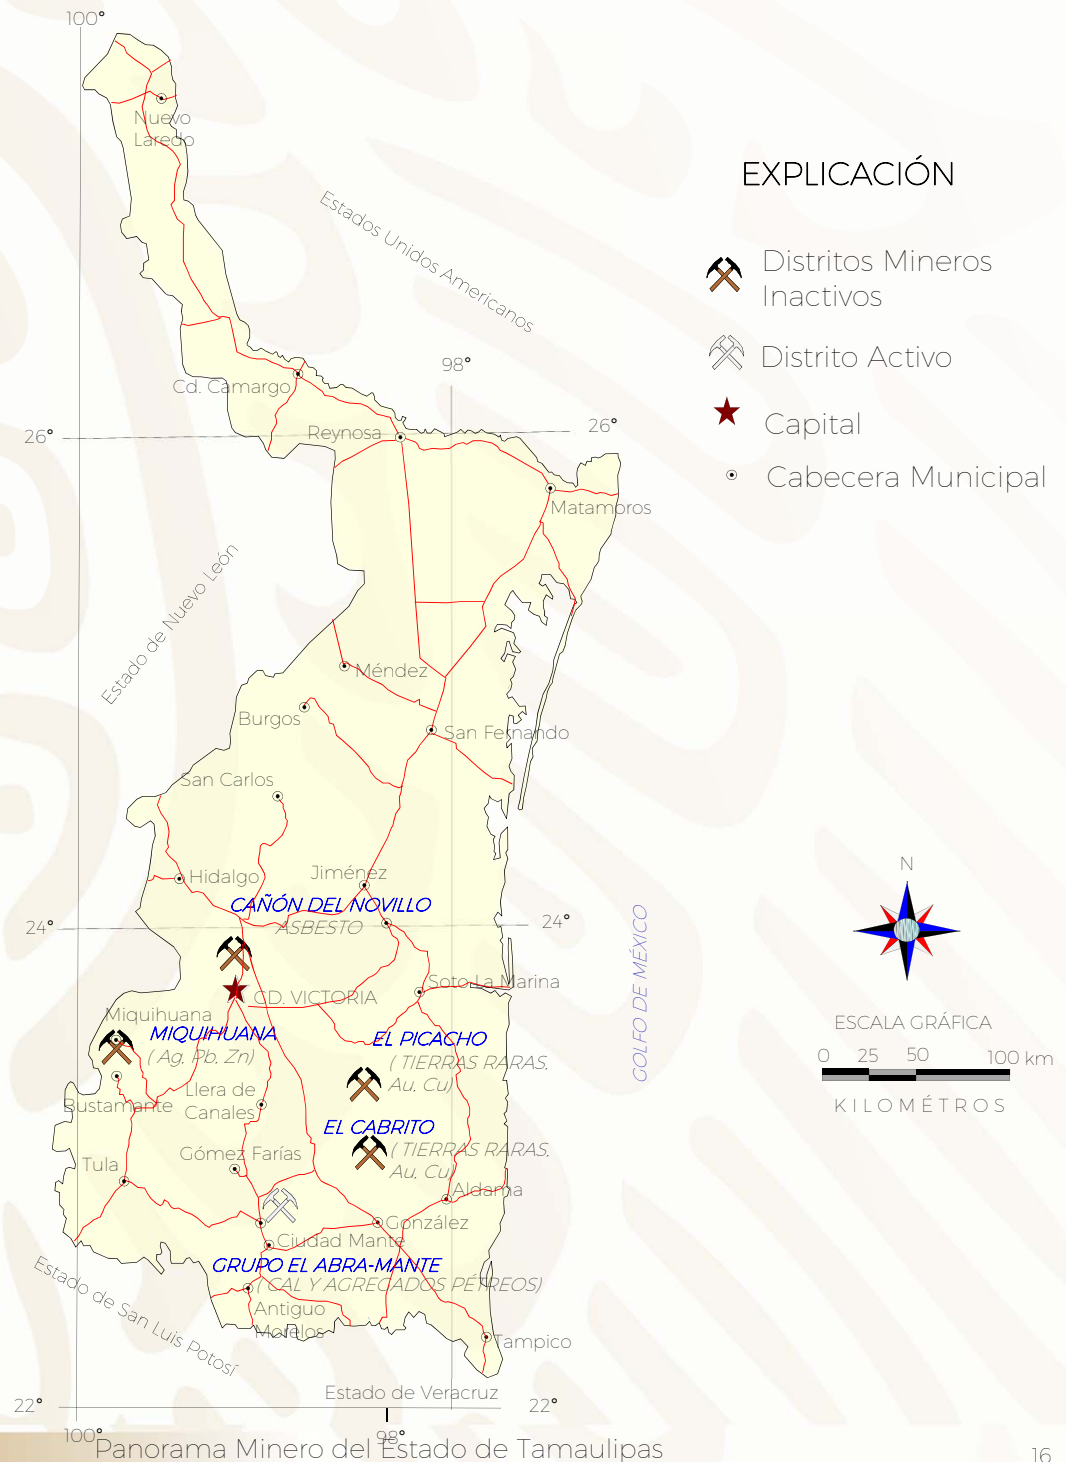 100°
Nuevo
Laredo
Estados Unidos Americanos
EXPLICACIÓN
Distritos Mineros
Inactivos
Distrito Activo
Capital
Cabecera Municipal
98°
Cd. Camargo
26°
Reynosa
26°
Matamoros
Estado de Nuevo León
Méndez
Burgos
San Fernando
San Carlos
Hidalgo
Jiménez
CAÑÓN DEL NOVILLO
ASBESTO
24°
24°
GOLFO DE MÉXICO
N
Soto La Marina
CD. VICTORIA
Miquihuana
MIQUIHUANA
( Ag, Pb, Zn)
EL PICACHO
( TIERRAS RARAS,
Au, Cu)
ESCALA GRÁFICA
0 25 50 100 km
KILOMÉTROS
Bustamante
Llera de
Canales
EL CABRITO
( TIERRAS RARAS,
Au, Cu)
Tula
Gómez Farías
Aldama
González
Ciudad Mante
GRUPO EL ABRA-MANTE
( CAL Y AGREGADOS PÉTREOS)
Antiguo
Morelos
Estado de San Luis Potosí
Tampico
Estado de Veracruz
22°
22°
100°
98°
Panorama Minero del Estado de Tamaulipas
16